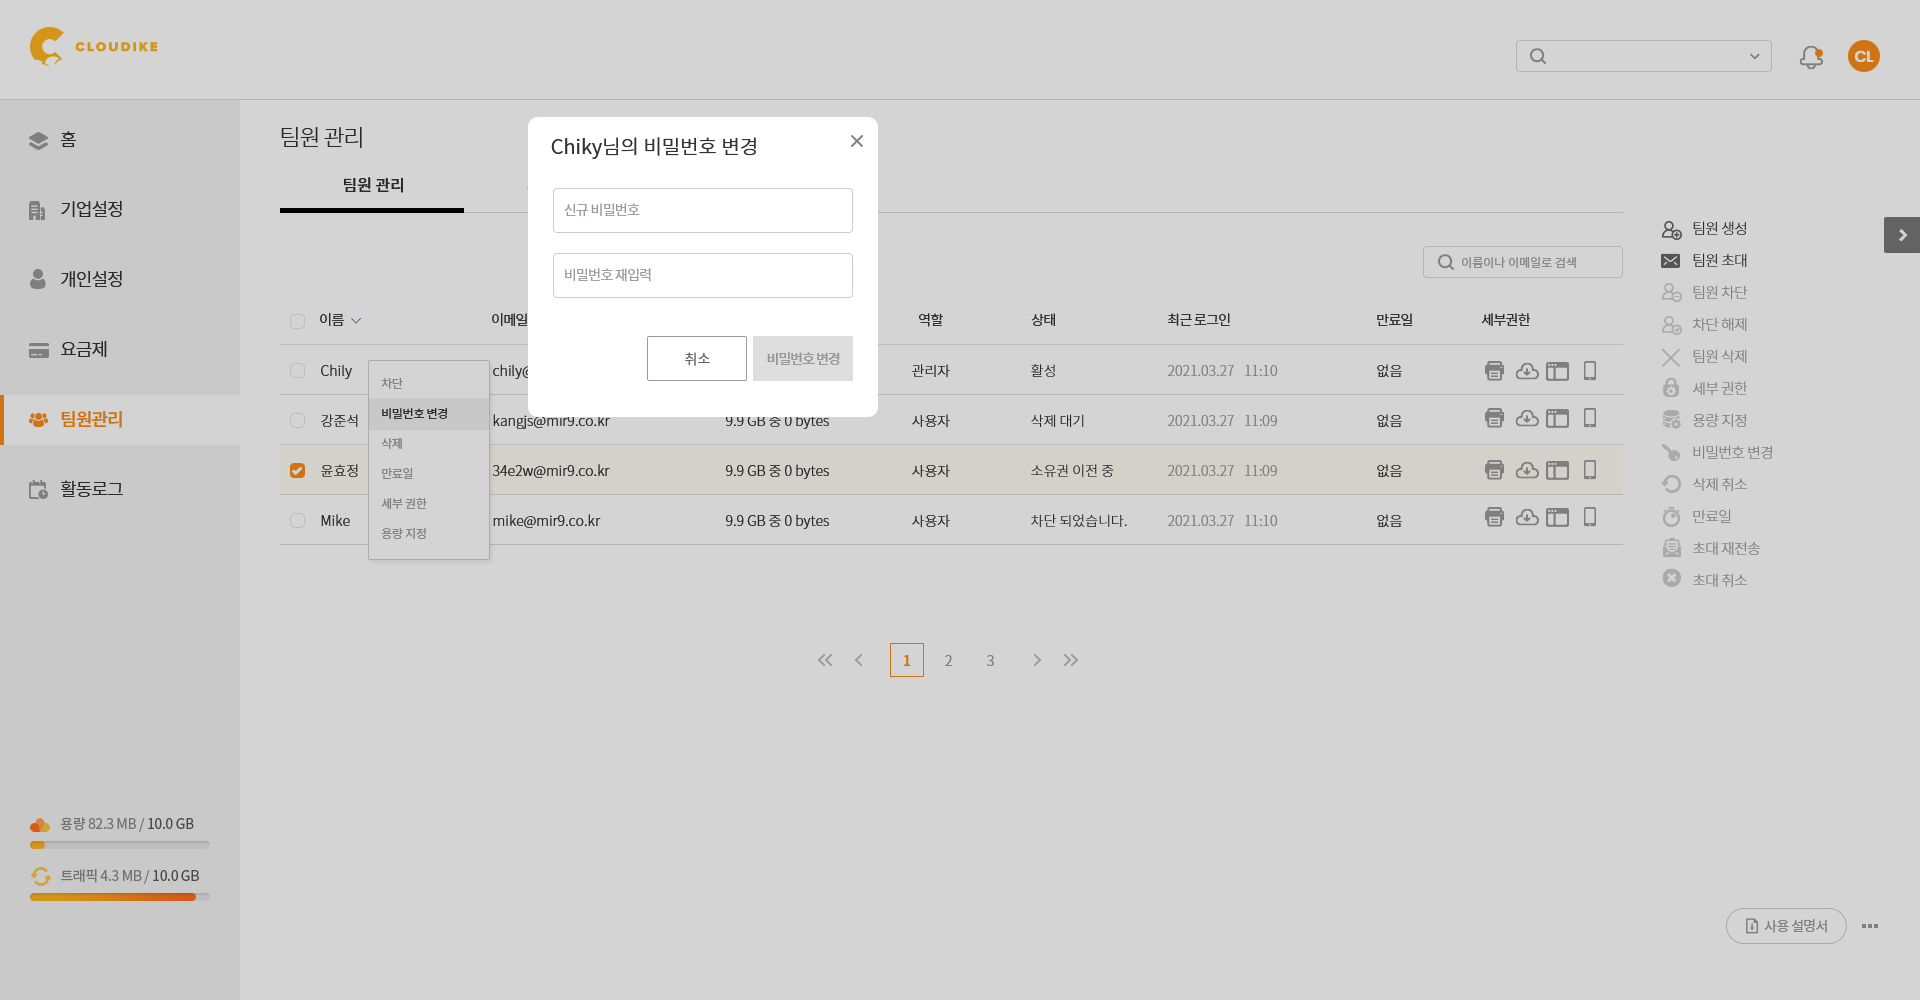 CLOUDIKE
CL
홈
기업설정
개인설정
요금제
팀원관리
활동로그
용량 82.3 MB / 10.0 GB
트래픽 4.3 MB / 10.0 GB
팀원 관리
팀원 관리
이름이나 이메일로 검색
이름 이메일 역할 상태 최근 로그인 만료일 세부권한
Chily chily@ 관리자 활성 2021.03.27 11:10 없음
강준석 kangjs@mir9.co.kr 9.9 GB 중 0 bytes 사용자 삭제 대기 2021.03.27 11:09 없음
윤효정 34e2w@mir9.co.kr 9.9 GB 중 0 bytes 사용자 소유권 이전 중 2021.03.27 11:09 없음
Mike mike@mir9.co.kr 9.9 GB 중 0 bytes 사용자 차단 되었습니다. 2021.03.27 11:10 없음
차단
비밀번호 변경
삭제
만료일
세부 권한
용량 지정
Chiky님의 비밀번호 변경
신규 비밀번호
비밀번호 재입력
취소 비밀번호 변경
1 2 3
팀원 생성
팀원 초대
팀원 차단
차단 해제
팀원 삭제
세부 권한
용량 지정
비밀번호 변경
삭제 취소
만료일
초대 재전송
초대 취소
사용 설명서